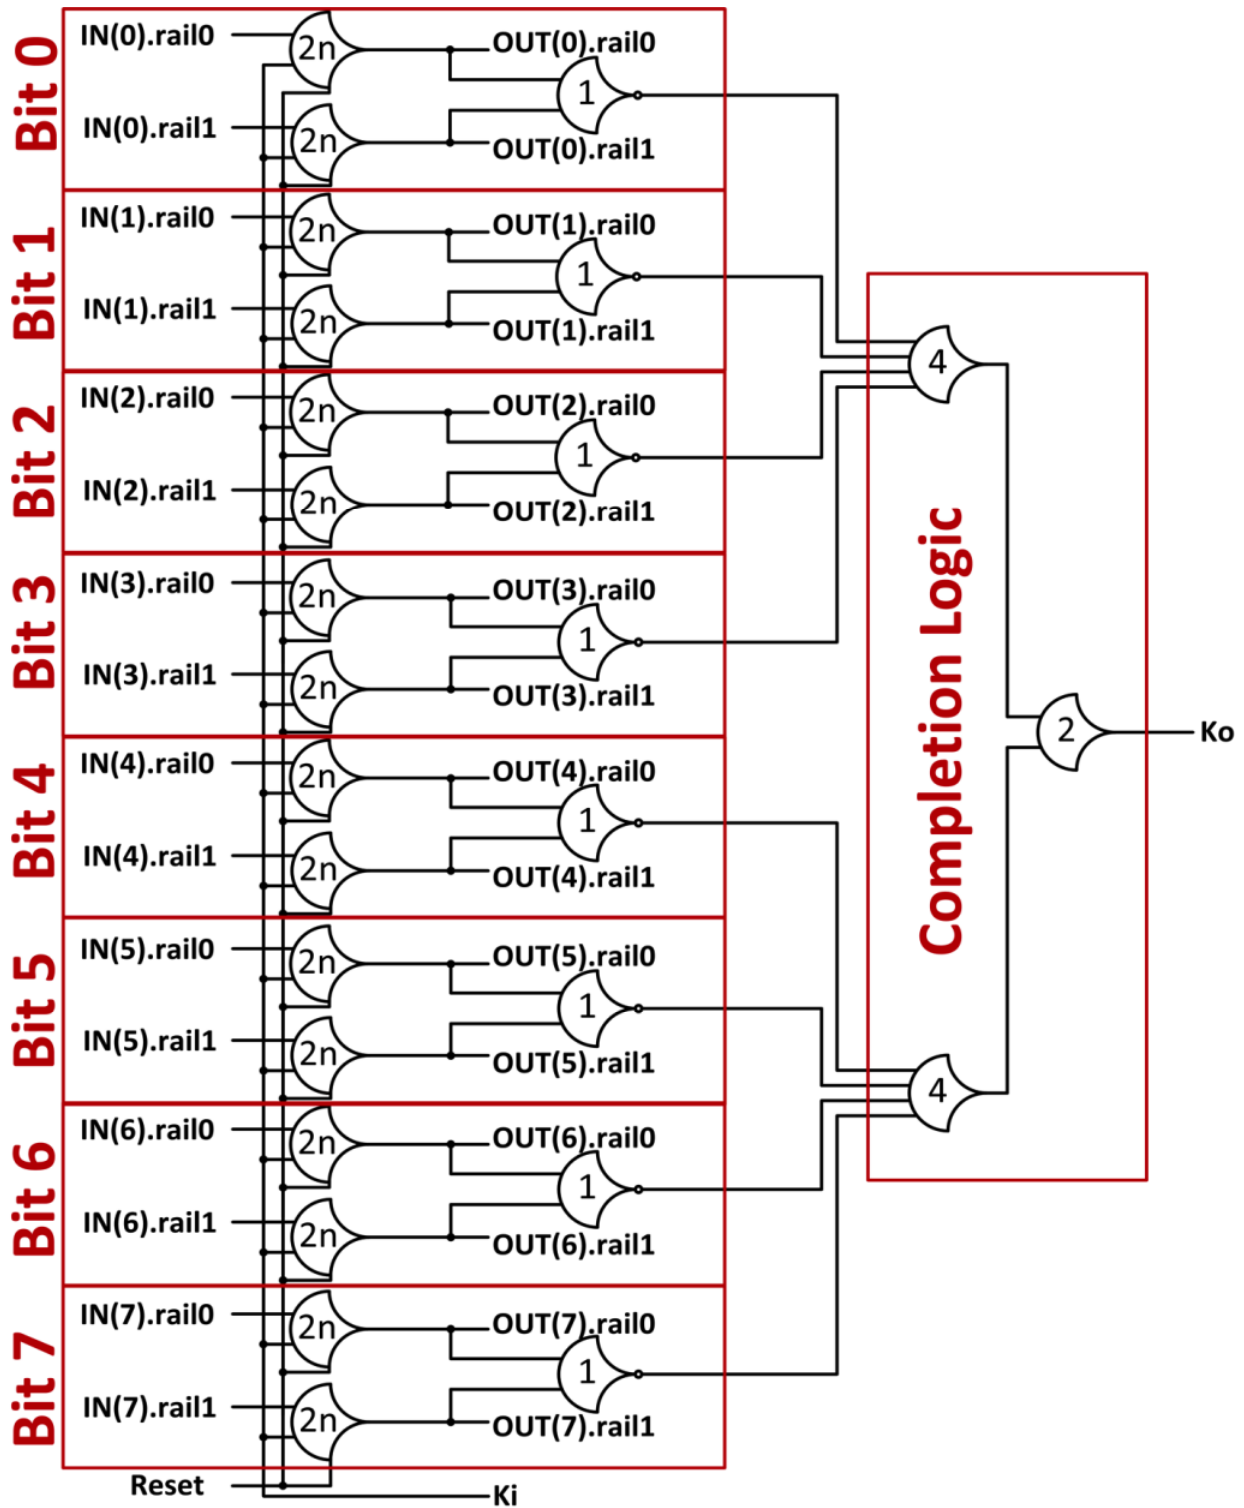 Bit 0
IN(0).rail0
2n
OUT(0).rail0
1
IN(0).rail1
2n
OUT(0).rail1
Bit 1
IN(1).rail0
2n
OUT(1).rail0
1
IN(1).rail1
2n
OUT(1).rail1
Bit 2
IN(2).rail0
2n
OUT(2).rail0
1
IN(2).rail1
2n
OUT(2).rail1
Bit 3
IN(3).rail0
2n
OUT(3).rail0
1
IN(3).rail1
2n
OUT(3).rail1
Bit 4
IN(4).rail0
2n
OUT(4).rail0
1
IN(4).rail1
2n
OUT(4).rail1
Bit 5
IN(5).rail0
2n
OUT(5).rail0
1
IN(5).rail1
2n
OUT(5).rail1
Bit 6
IN(6).rail0
2n
OUT(6).rail0
1
IN(6).rail1
2n
OUT(6).rail1
Bit 7
IN(7).rail0
2n
OUT(7).rail0
1
IN(7).rail1
2n
OUT(7).rail1
Reset
Ki
4
Completion Logic
2
Ko
4